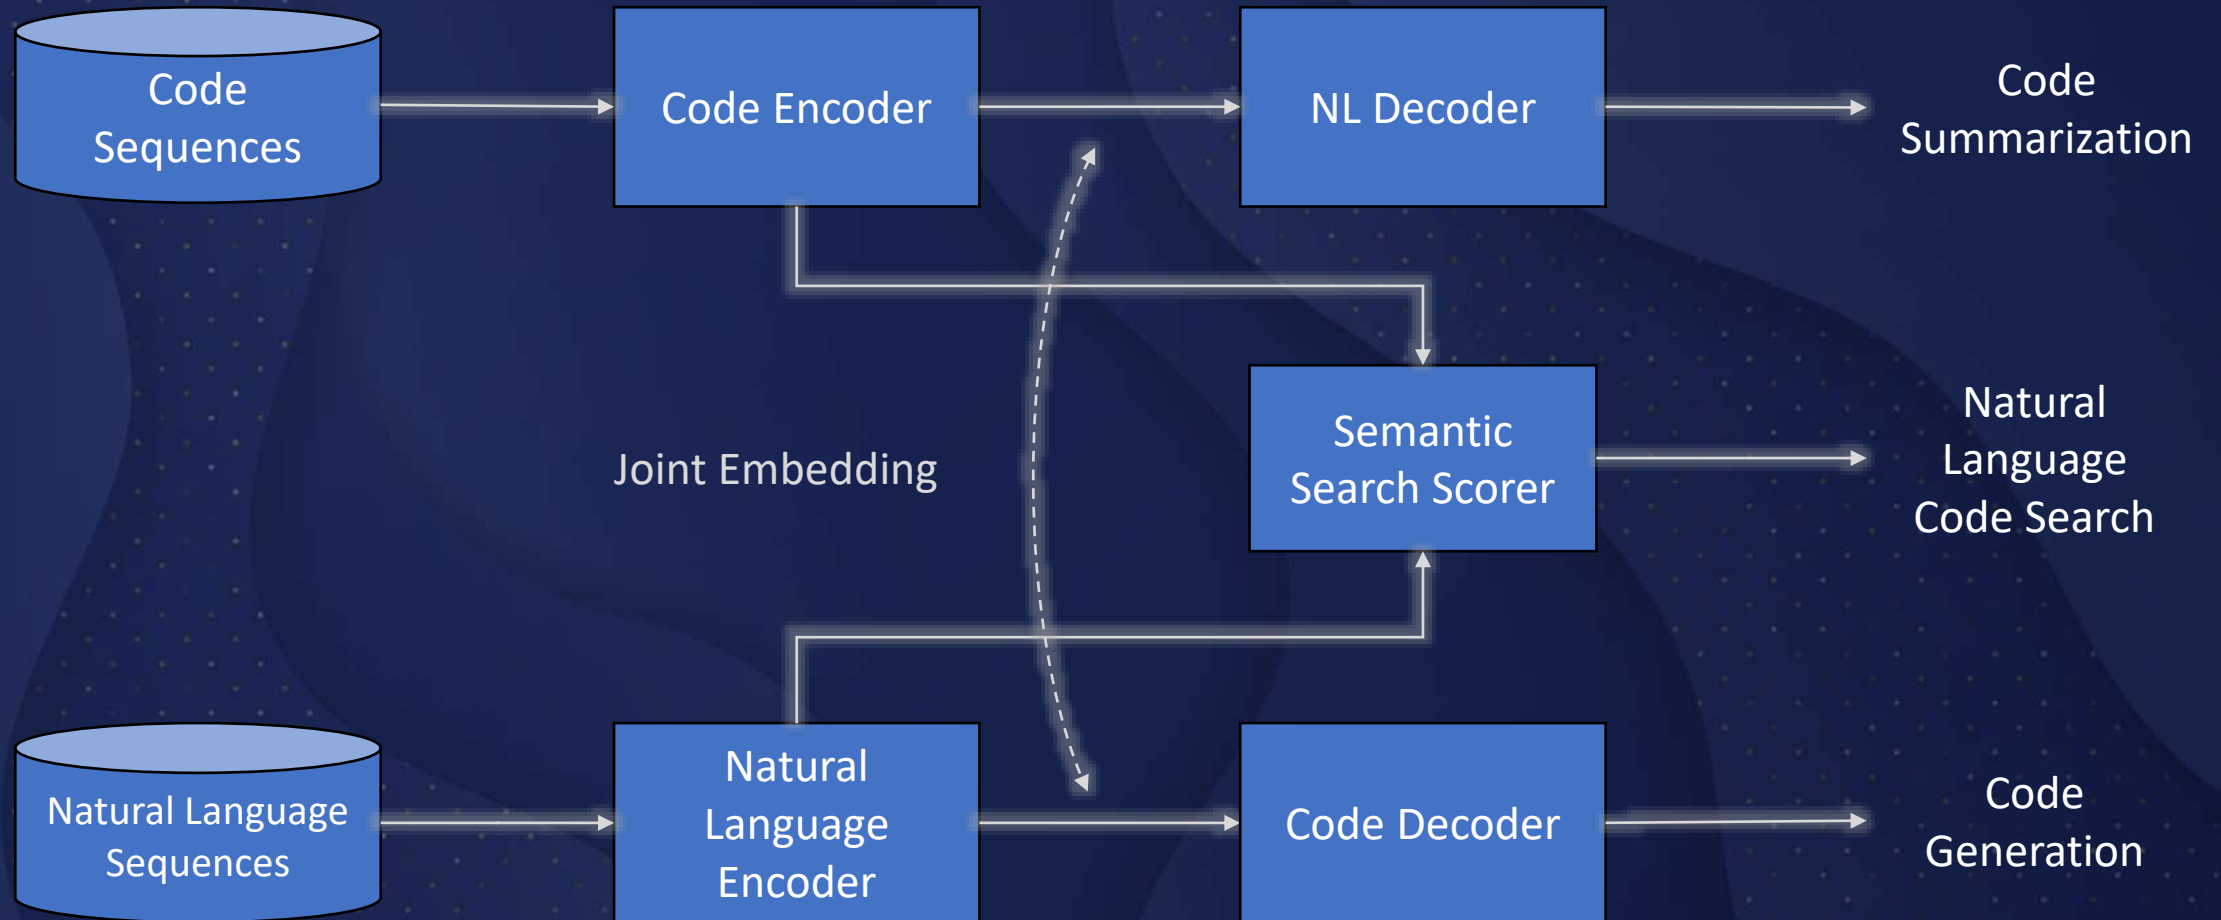 Code
Sequences
Code Encoder
NL Decoder
Code
Summarization
Joint Embedding
Semantic
Search Scorer
Natural
Language
Code Search
Natural Language
Sequences
Natural
Language
Encoder
Code Decoder
Code
Generation